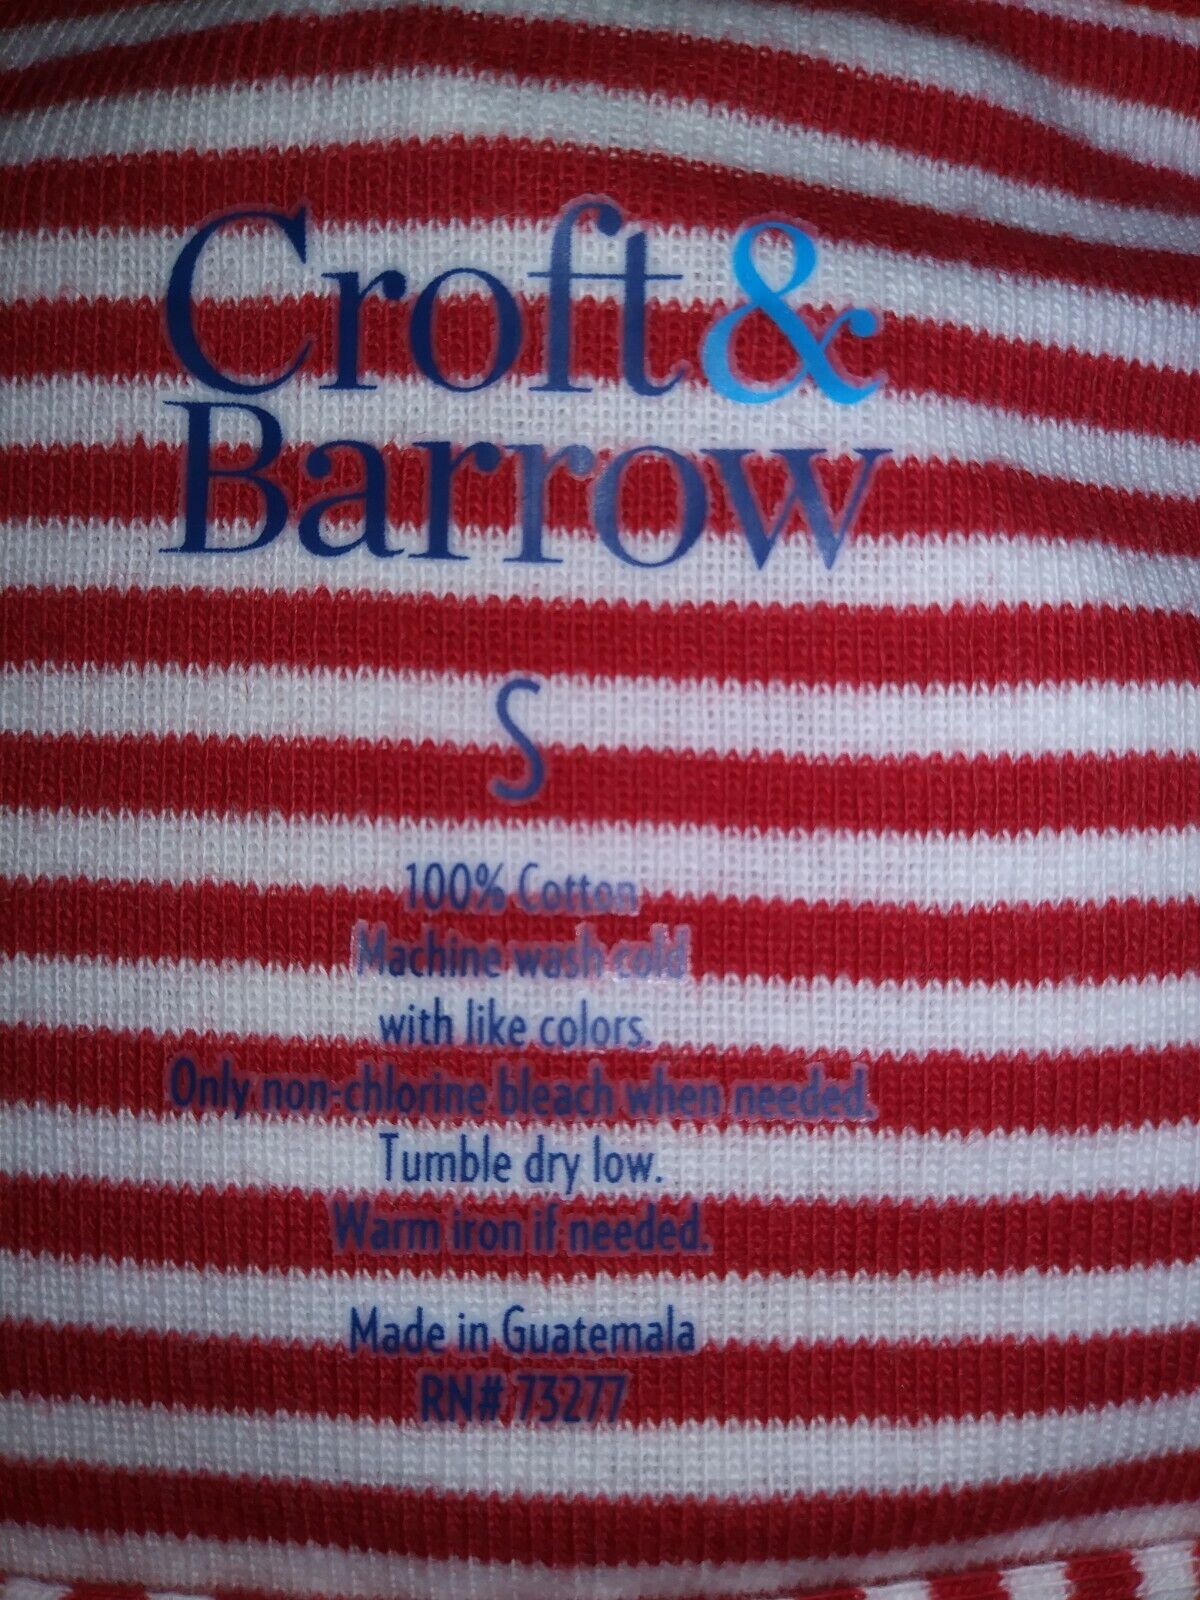 Croft &
Barrow
S
100% Cotton
Machine wash cold
with like colors.
Only non-chlorine bleach when needed.
Tumble dry low.
Warm iron if needed.
Made in Guatemala
RN# 73277